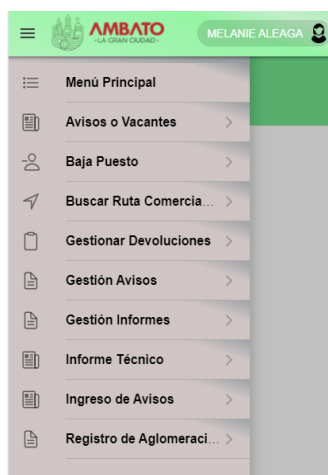 AMBATO
-LA GRAN CIUDAD-
MELANIE ALEAGA
Menú Principal
Avisos o Vacantes
Baja Puesto
Buscar Ruta Comercia...
Gestionar Devoluciones
Gestión Avisos
Gestión Informes
Informe Técnico
Ingreso de Avisos
Registro de Aglomeraci...